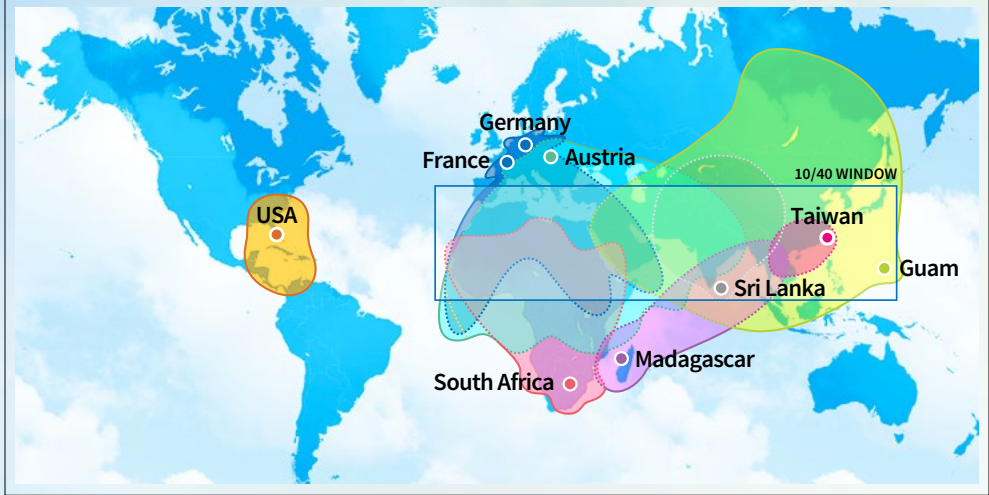 Germany
France
Austria
10/40 WINDOW
USA
Taiwan
Guam
Sri Lanka
Madagascar
South Africa